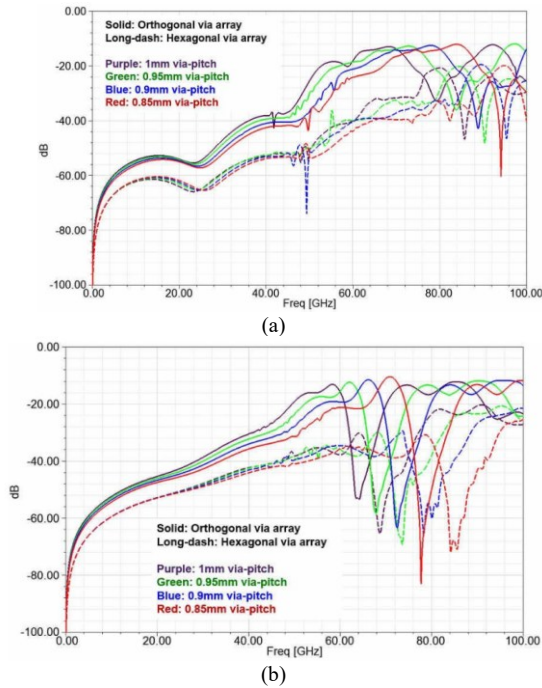 0.00
Solid: Orthogonal via array
Long-dash: Hexagonal via array
Purple: 1mm via-pitch
Green: 0.95mm via-pitch
Blue: 0.9mm via-pitch
Red: 0.85mm via-pitch
-20.00
-40.00
dB
-60.00
-80.00
-100.00
0.00 20.00 40.00 60.00 80.00 100.00
Freq [GHz]
(a)
0.00
-20.00
-40.00
dB
-60.00
-80.00
-100.00
Solid: Orthogonal via array
Long-dash: Hexagonal via array
Purple: 1mm via-pitch
Green: 0.95mm via-pitch
Blue: 0.9mm via-pitch
Red: 0.85mm via-pitch
0.00 20.00 40.00 60.00 80.00 100.00
Freq [GHz]
(b)